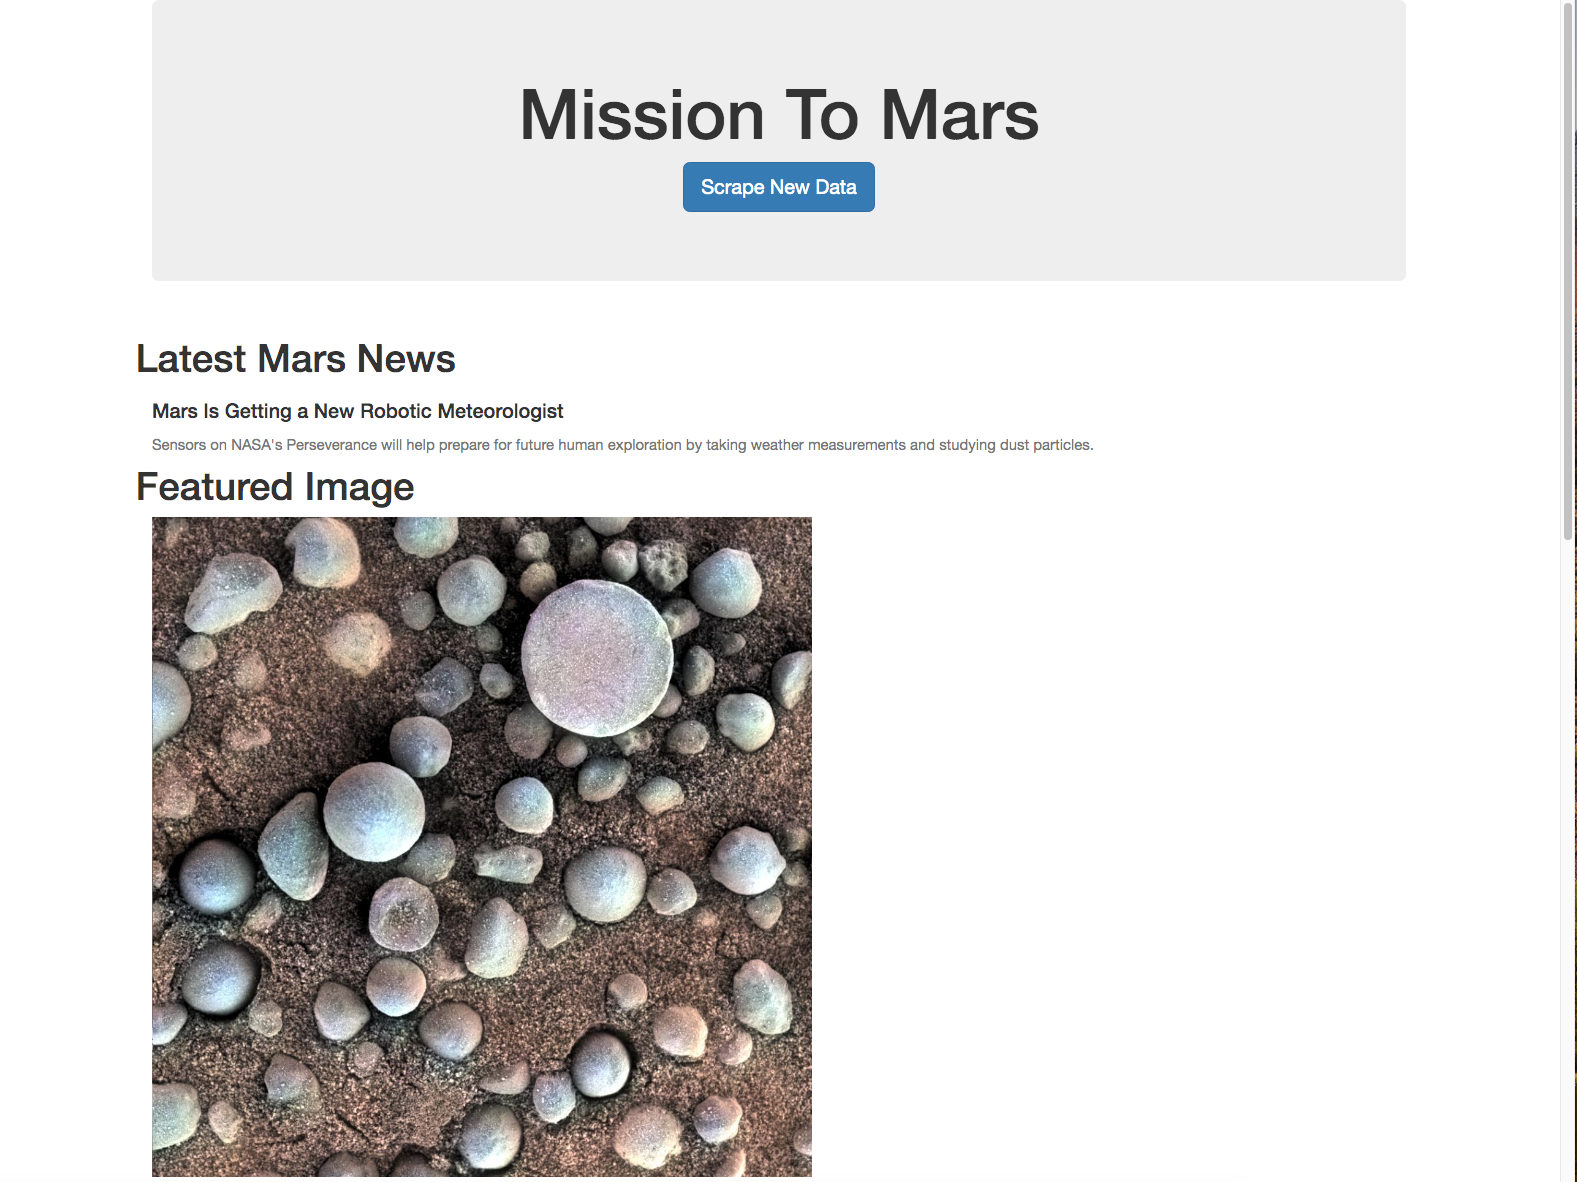 Mission To Mars
Scrape New Data
Latest Mars News
Mars Is Getting a New Robotic Meteorologist
Sensors on NASA's Perseverance will help prepare for future human exploration by taking weather measurements and studying dust particles.
Featured Image